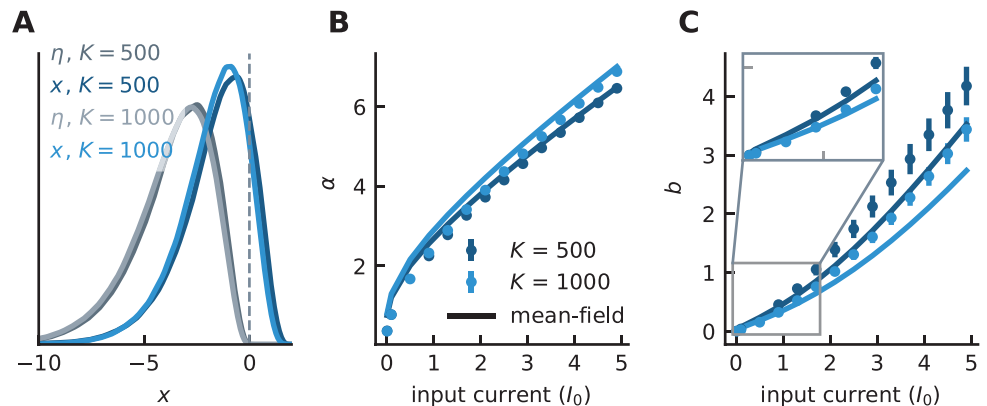 A
η, K = 500
x, K = 500
η, K = 1000
x, K = 1000
−10
−5
0
x
B
6
4
2
α
K = 500
K = 1000
mean-field
0
1
2
3
4
5
input current (I₀)
C
4
3
2
1
0
b
0
1
2
3
4
5
input current (I₀)